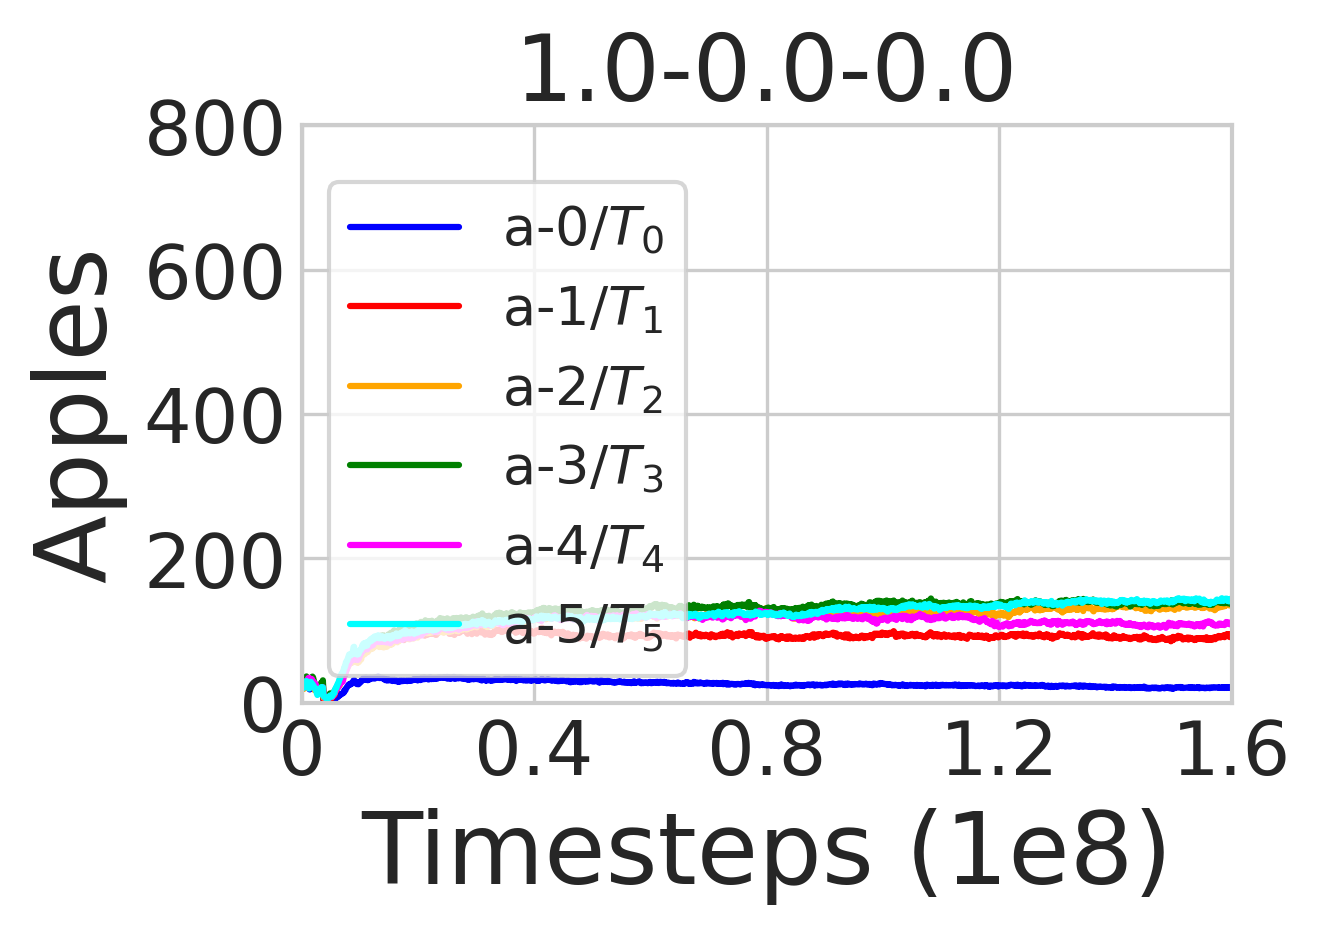 1.0-0.0-0.0
800
600
400
200
0
Apples
a-0/T₀
a-1/T₁
a-2/T₂
a-3/T₃
a-4/T₄
a-5/T₅
0 0.4 0.8 1.2 1.6
Timesteps (1e8)